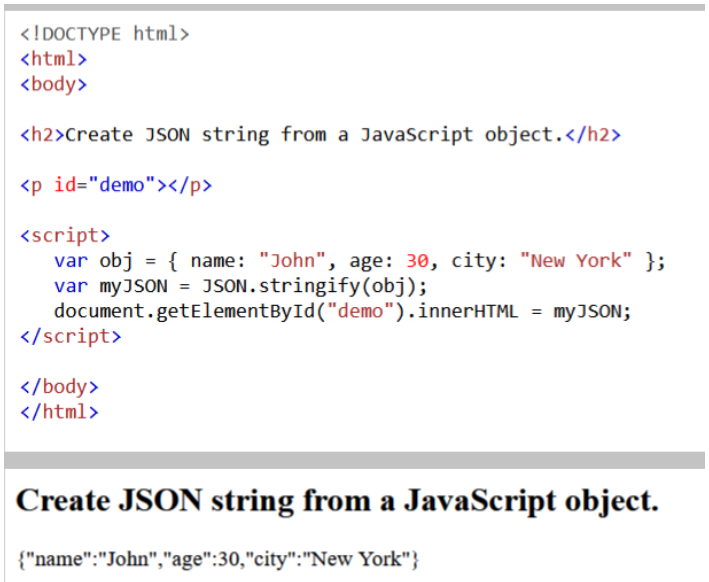 <!DOCTYPE html>
<html>
<body>
<h2>Create JSON string from a JavaScript object.</h2>
<p id="demo"></p>
<script>
var obj = { name: "John", age: 30, city: "New York" };
var myJSON = JSON.stringify(obj);
document.getElementById("demo").innerHTML = myJSON;
</script>
</body>
</html>
Create JSON string from a JavaScript object.
{"name":"John","age":30,"city":"New York"}